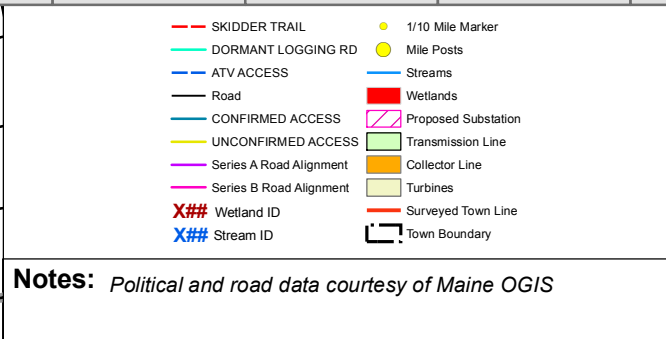 SKIDDER TRAIL
DORMANT LOGGING RD
ATV ACCESS
Road
CONFIRMED ACCESS
UNCONFIRMED ACCESS
Series A Road Alignment
Series B Road Alignment
X## Wetland ID
X## Stream ID
1/10 Mile Marker
Mile Posts
Streams
Wetlands
Proposed Substation
Transmission Line
Collector Line
Turbines
Surveyed Town Line
Town Boundary
Notes: Political and road data courtesy of Maine OGIS